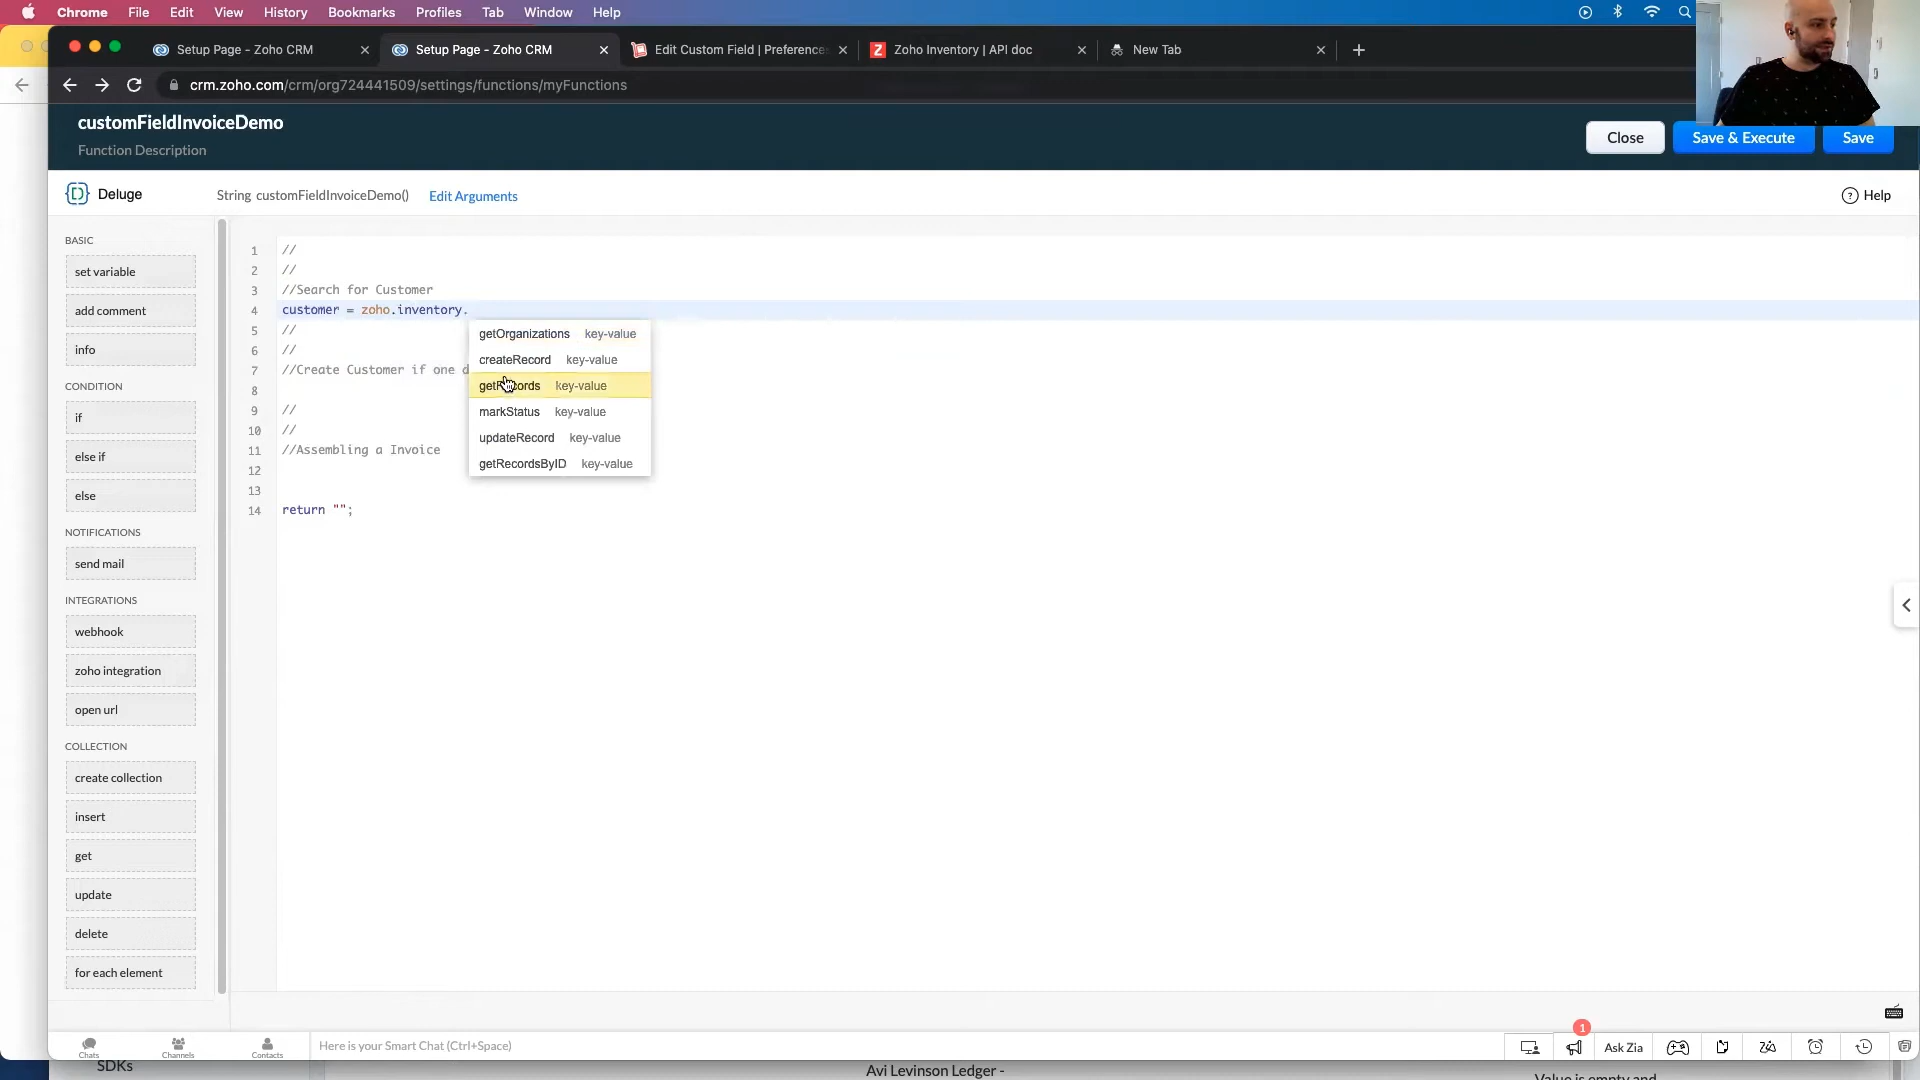 Chrome File Edit View History Bookmarks Profiles Tab Window Help
Setup Page - Zoho CRM
Setup Page - Zoho CRM
Edit Custom Field | Preference
Zoho Inventory | API doc
New Tab
crm.zoho.com/crm/org724441509/settings/functions/myFunctions
customFieldInvoiceDemo
Function Description
Close
Save & Execute
Save
Deluge
String customFieldInvoiceDemo()
Edit Arguments
? Help
BASIC
set variable
add comment
info
CONDITION
if
else if
else
NOTIFICATIONS
send mail
INTEGRATIONS
webhook
zoho integration
open url
COLLECTION
create collection
insert
get
update
delete
for each element
1 //
2 //
3 //Search for Customer
4 customer = zoho.inventory.
5 //
6 //
7 //Create Customer if one d
8
9 //
10 //
11 //Assembling a Invoice
12
13
14 return "";
getOrganizations key-value
createRecord key-value
getRecords key-value
markStatus key-value
updateRecord key-value
getRecordsByID key-value
Chats
Channels
Contacts
Here is your Smart Chat (Ctrl+Space)
1
Ask Zia
SDKs
Avi Levinson Ledger -
Value is empty and